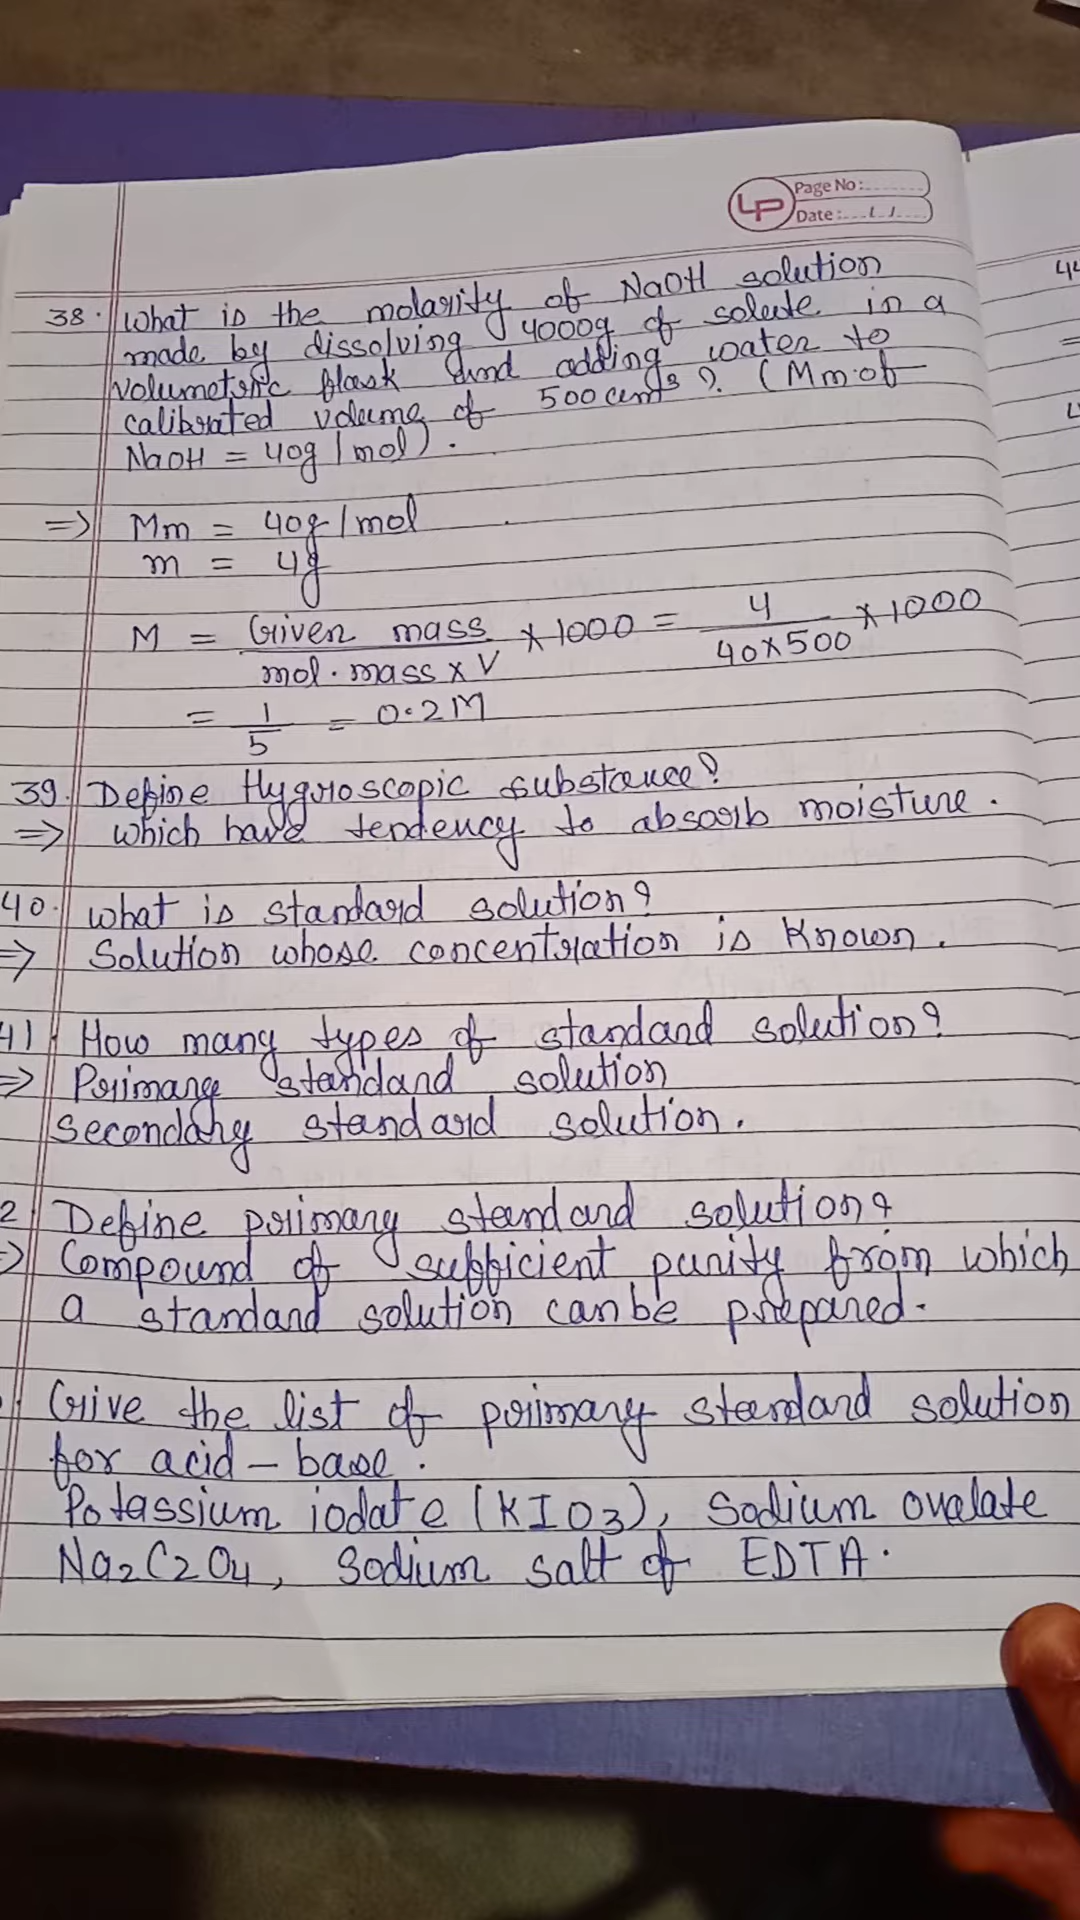 LP
Page No:.......
Date :....
44
38. What is the molarity of NaOH solution
made by dissolving 4000g of solute in a
volumetric flask and adding water to
calibrated volume of 500 cm3? (Mm.of
NaOH = 40g/mol).
=> Mm = 40g/mol
m = 4g
M = Given mass / mol. mass x V x 1000 = 4 / 40x500 x 1000
= 1/5 = 0.2M
39. Define Hygroscopic substance?
=> which have tendency to absorb moisture.
40. what is standard solution?
=> Solution whose concentration is Known.
41 How many types of standard solution?
=> Primary standard solution
Secondary standard solution.
2 Define primary standard solution?
=> Compound of sufficient purity from which
a standard solution can be prepared.
Give the list of primary standard solution
for acid - base.
Potassium iodate (KIO3), Sodium oxalate
Na2C2O4, Sodium salt of EDTA.